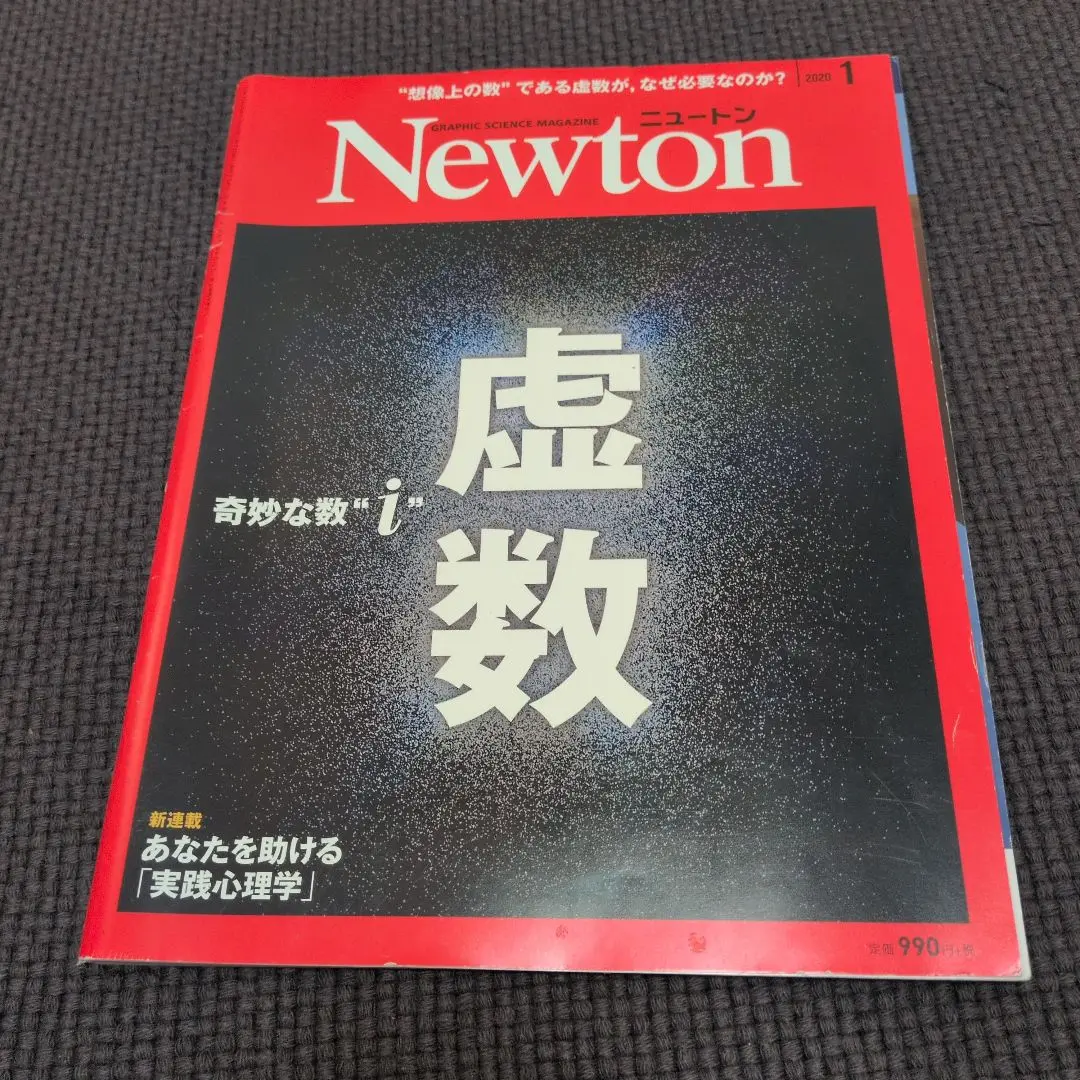 “想像上の数”である虚数が，なぜ必要なのか？
2020 1
GRAPHIC SCIENCE MAGAZINE
ニュートン
Newton
虚数
奇妙な数“i”
新連載
あなたを助ける
「実践心理学」
定価 990円+税